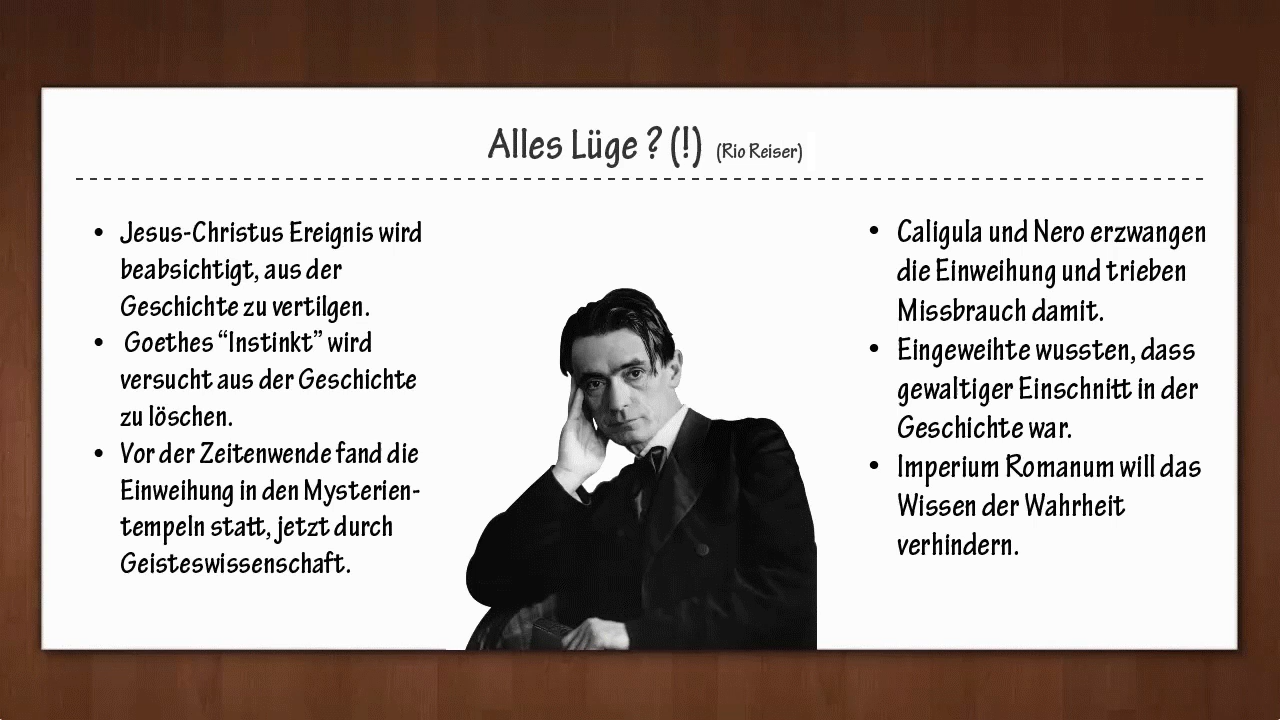 Alles Lüge ? (!) (Rio Reiser)
• Jesus-Christus Ereignis wird
beabsichtigt, aus der
Geschichte zu vertilgen.
• Goethes “Instinkt” wird
versucht aus der Geschichte
zu löschen.
• Vor der Zeitenwende fand die
Einweihung in den Mysterien-
tempeln statt, jetzt durch
Geisteswissenschaft.
• Caligula und Nero erzwangen
die Einweihung und trieben
Missbrauch damit.
• Eingeweihte wussten, dass
gewaltiger Einschnitt in der
Geschichte war.
• Imperium Romanum will das
Wissen der Wahrheit
verhindern.